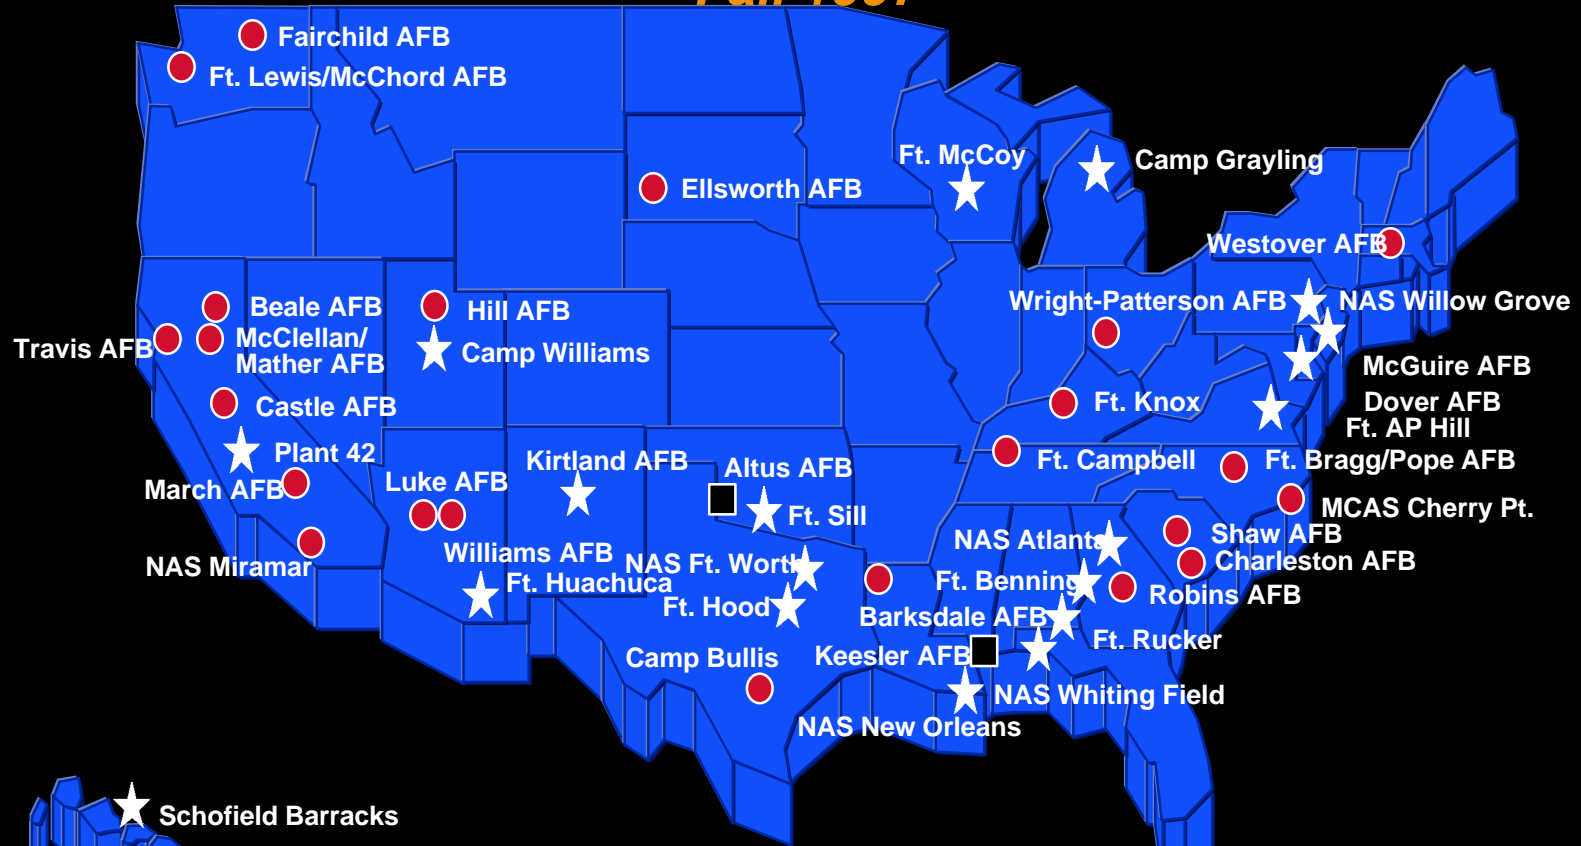 Fall 1997
Fairchild AFB
Ft. Lewis/McChord AFB
Ft. McCoy
Camp Grayling
Ellsworth AFB
Westover AFB
Beale AFB
Hill AFB
Wright-Patterson AFB
NAS Willow Grove
Travis AFB
McClellan/
Mather AFB
Camp Williams
McGuire AFB
Castle AFB
Ft. Knox
Dover AFB
Ft. AP Hill
Plant 42
Kirtland AFB
Altus AFB
Ft. Campbell
Ft. Bragg/Pope AFB
March AFB
Luke AFB
Ft. Sill
MCAS Cherry Pt.
NAS Atlanta
Shaw AFB
Williams AFB
Charleston AFB
NAS Miramar
NAS Ft. Worth
Ft. Huachuca
Ft. Benning
Robins AFB
Ft. Hood
Barksdale AFB
Ft. Rucker
Camp Bullis
Keesler AFB
NAS Whiting Field
NAS New Orleans
Schofield Barracks